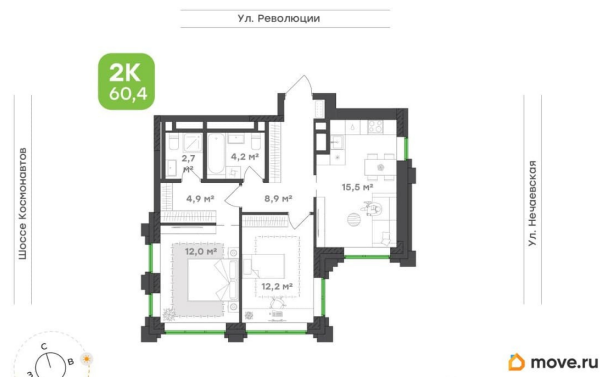 Ул. Революции
2К
60,4
Шоссе Космонавтов
Ул. Нечаевская
2,7 м²
4,2 м²
4,9 м²
8,9 м²
15,5 м²
12,0 м²
12,2 м²
С
В
З
move.ru